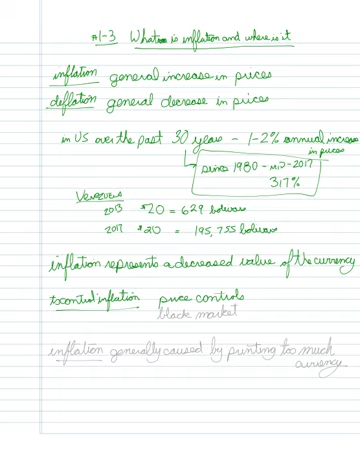 #1-3 What is inflation and where is it
inflation general increase in prices
deflation general decrease in prices
in US over the past 30 years - 1-2% annual increase
in prices
since 1980 - mid-2017
317%
Venezuela
2013 $20 = 629 bolivars
2017 $20 = 195,755 bolivars
inflation represents a decreased value of the currency
to control inflation price controls
black market
inflation generally caused by printing too much
currency